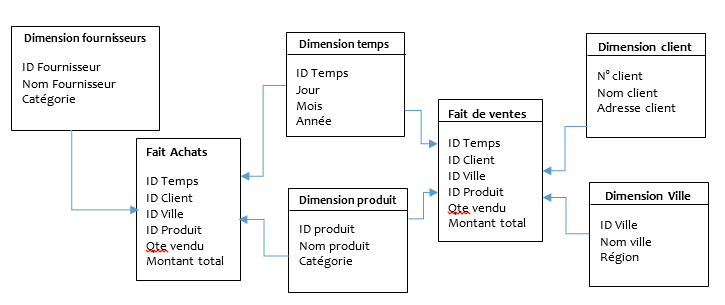 Dimension fournisseurs
ID Fournisseur
Nom Fournisseur
Catégorie
Fait Achats
ID Temps
ID Client
ID Ville
ID Produit
Qte vendu
Montant total
Dimension temps
ID Temps
Jour
Mois
Année
Dimension produit
ID produit
Nom produit
Catégorie
Fait de ventes
ID Temps
ID Client
ID Ville
ID Produit
Qte vendu
Montant total
Dimension client
N° client
Nom client
Adresse client
Dimension Ville
ID Ville
Nom ville
Région